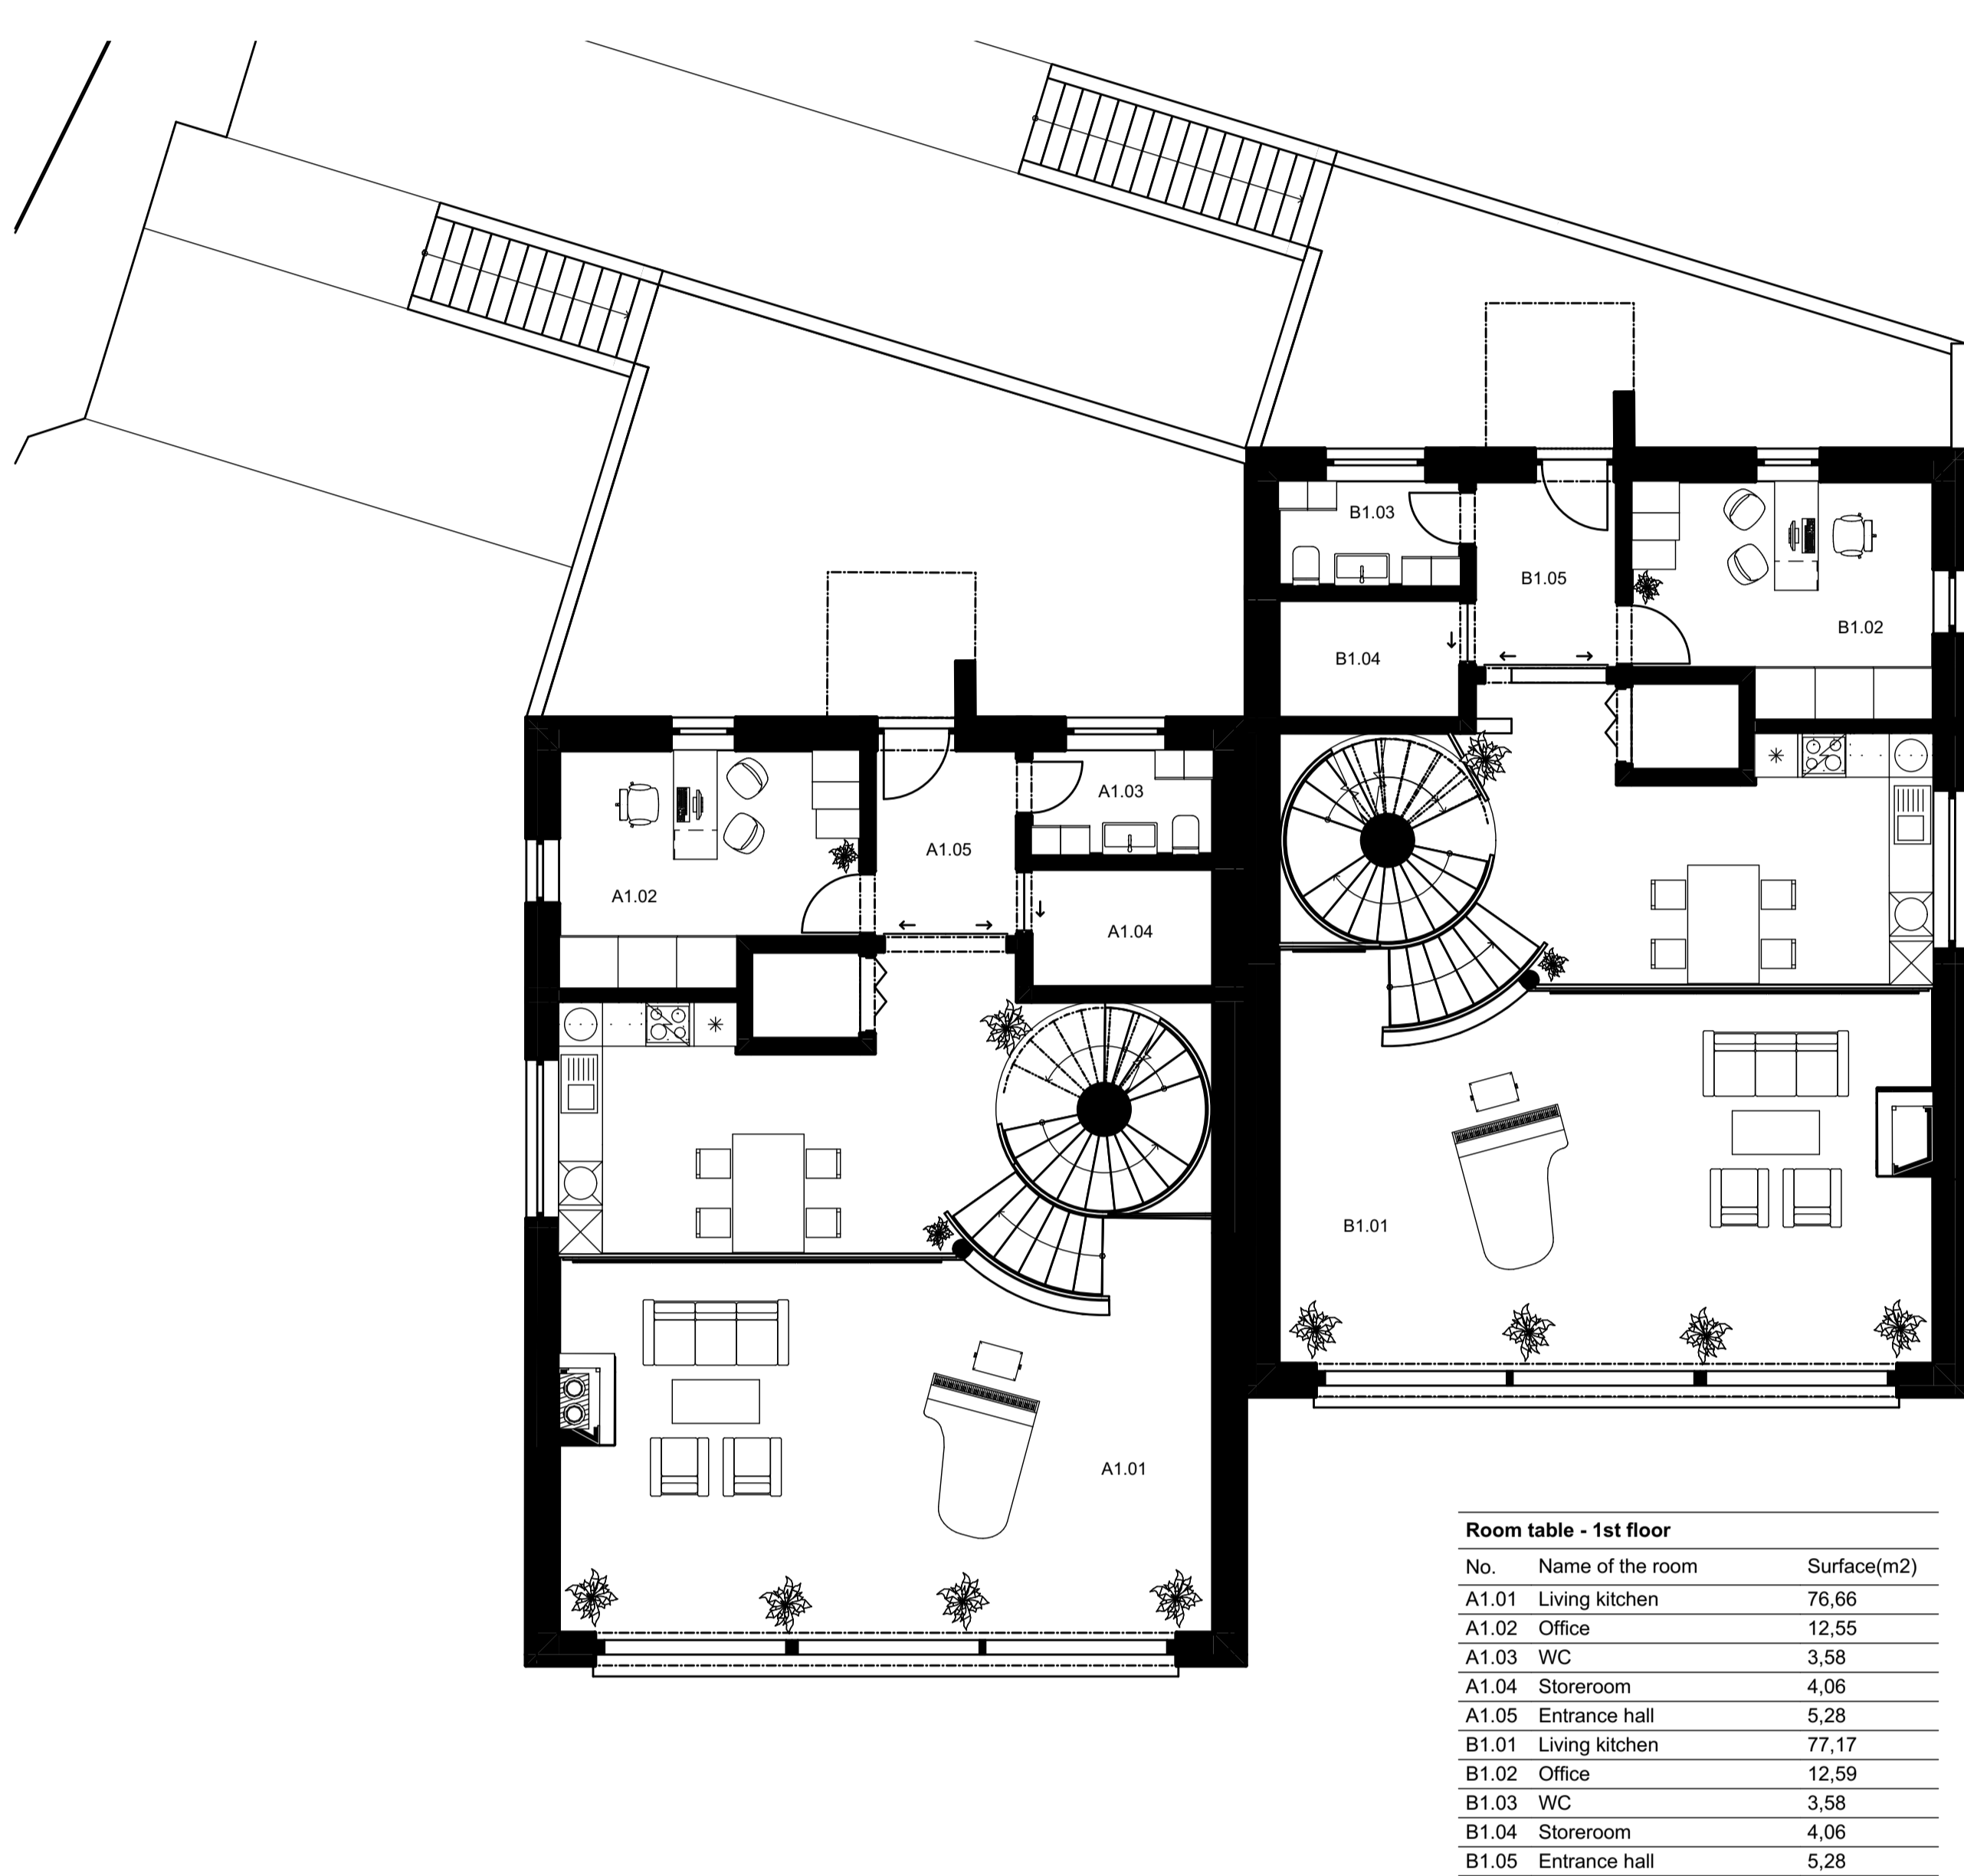 B1.03
B1.05
B1.02
B1.04
A1.03
A1.05
A1.02
A1.04
B1.01
A1.01
Room table - 1st floor
No. Name of the room Surface(m2)
A1.01 Living kitchen 76,66
A1.02 Office 12,55
A1.03 WC 3,58
A1.04 Storeroom 4,06
A1.05 Entrance hall 5,28
B1.01 Living kitchen 77,17
B1.02 Office 12,59
B1.03 WC 3,58
B1.04 Storeroom 4,06
B1.05 Entrance hall 5,28